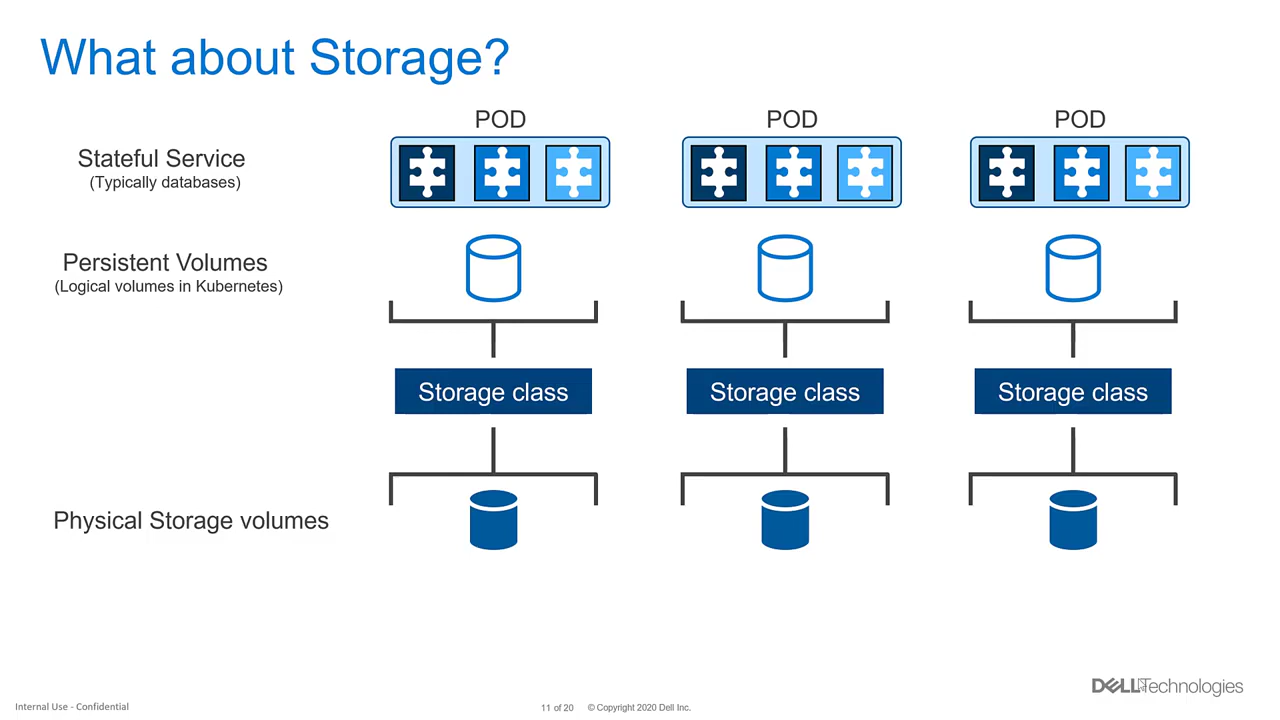 What about Storage?
POD
POD
POD
Stateful Service
(Typically databases)
Persistent Volumes
(Logical volumes in Kubernetes)
Storage class
Storage class
Storage class
Physical Storage volumes
DELLTechnologies
Internal Use - Confidential
11 of 20
© Copyright 2020 Dell Inc.